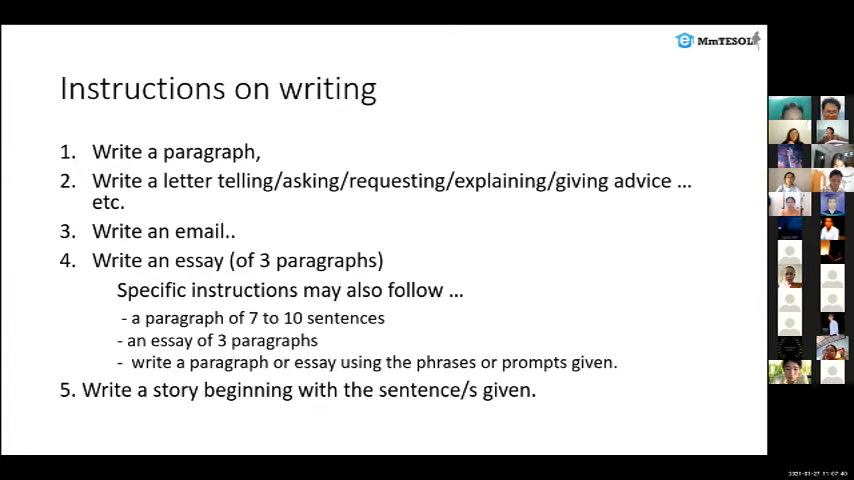 MmTESOL
Instructions on writing
1. Write a paragraph,
2. Write a letter telling/asking/requesting/explaining/giving advice ...
etc.
3. Write an email..
4. Write an essay (of 3 paragraphs)
Specific instructions may also follow ...
- a paragraph of 7 to 10 sentences
- an essay of 3 paragraphs
- write a paragraph or essay using the phrases or prompts given.
5. Write a story beginning with the sentence/s given.